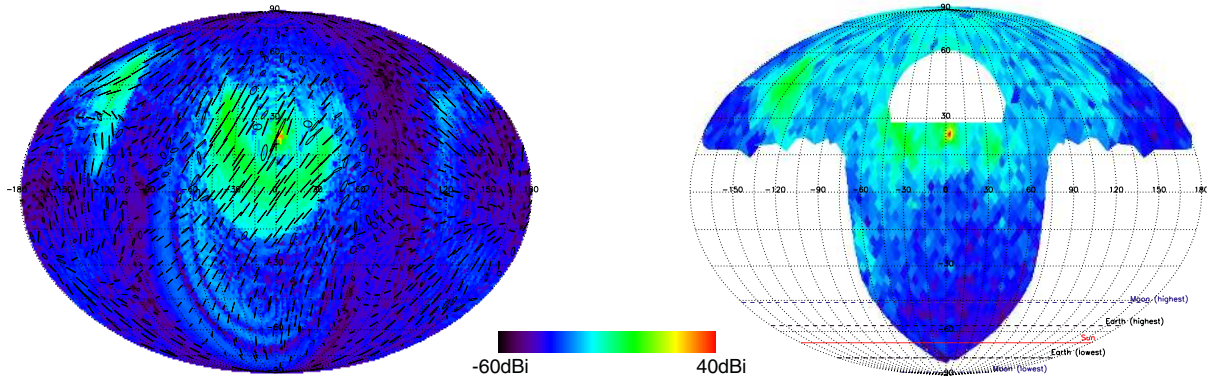 90
60
30
-180 -150 -120 -30 0 30 120 150 180
-30
-60
-60dBi 40dBi
90
60
30
-150 -120 -90 -60 -30 0 30 60 90 120 150 180
-30
Moon (highest)
-60
Earth (highest)
Sun
Earth (lowest)
Moon (lowest)
-90